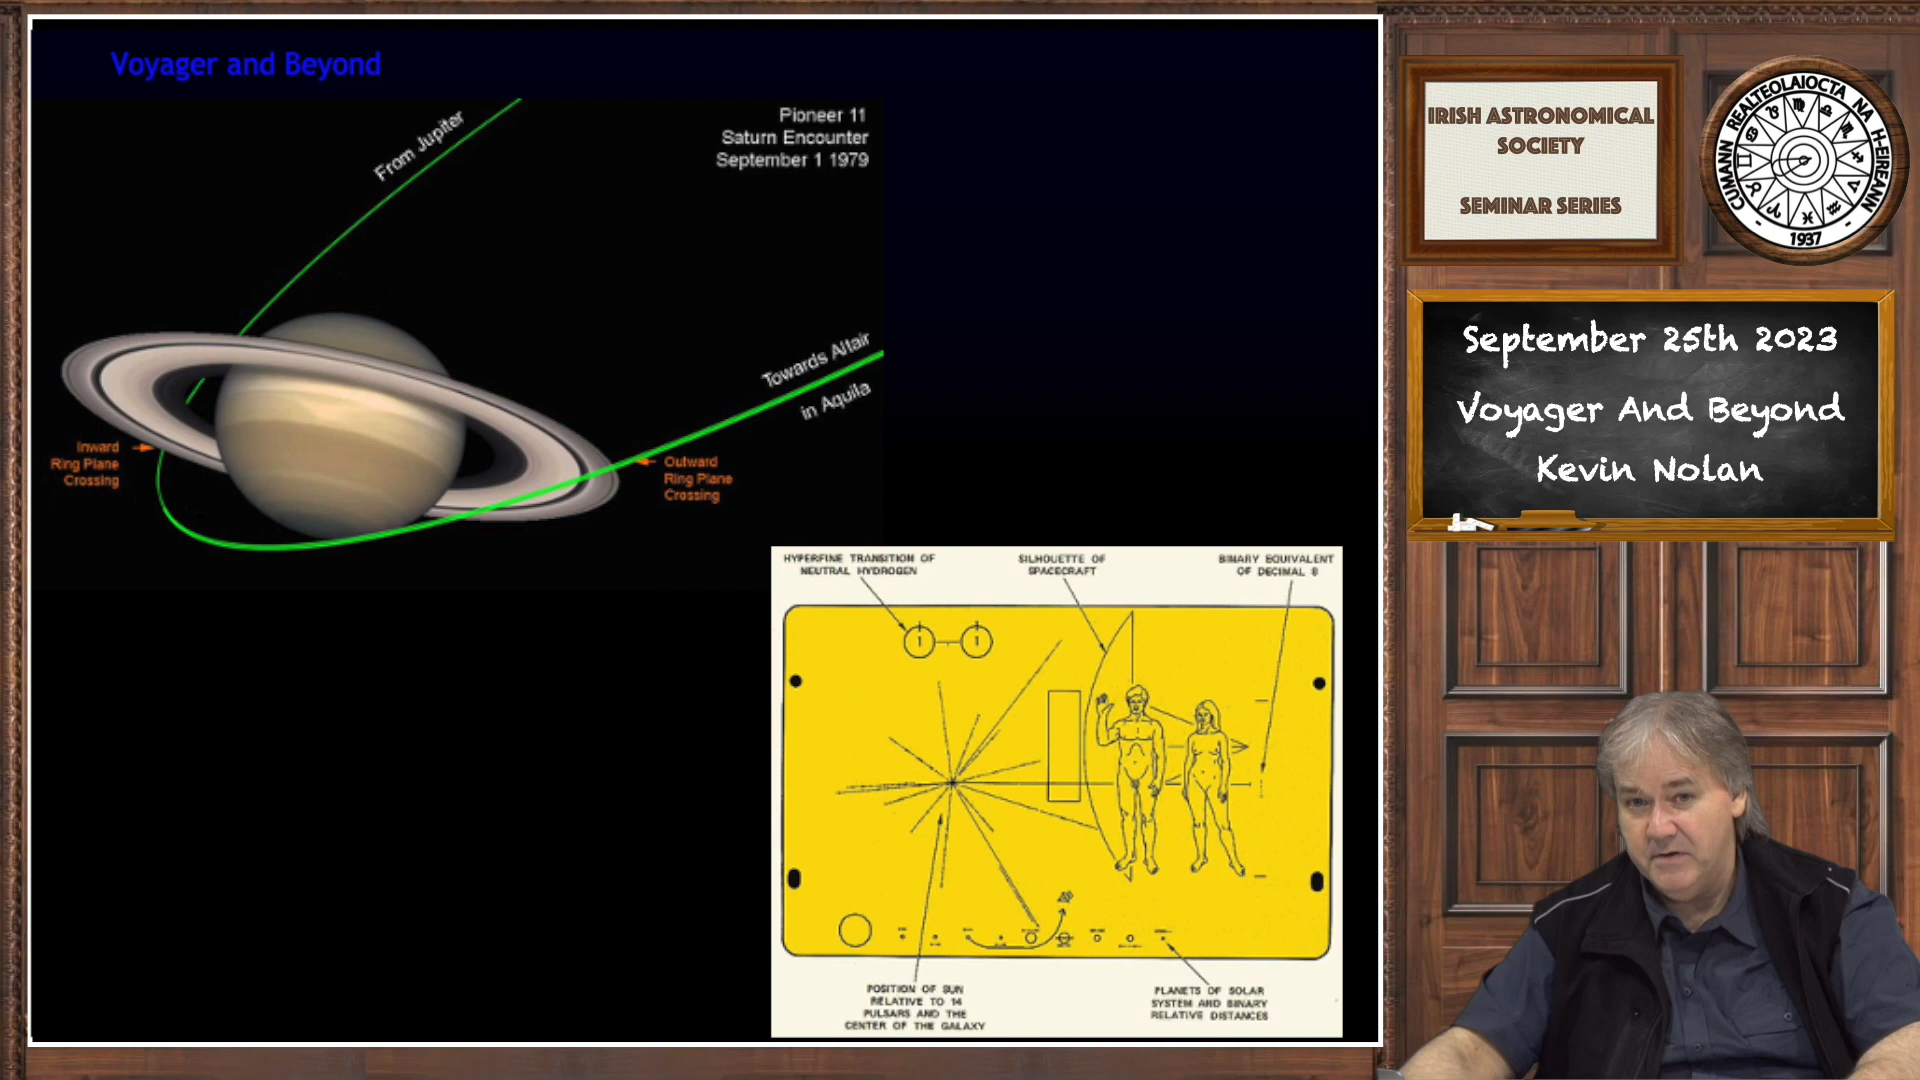 Voyager and Beyond
From Jupiter
Pioneer 11
Saturn Encounter
September 1 1979
Towards Altair
in Aquila
Inward
Ring Plane
Crossing
Outward
Ring Plane
Crossing
HYPERFINE TRANSITION OF
NEUTRAL HYDROGEN
SILHOUETTE OF
SPACECRAFT
BINARY EQUIVALENT
OF DECIMAL 8
POSITION OF SUN
RELATIVE TO 14
PULSARS AND THE
CENTER OF THE GALAXY
PLANETS OF SOLAR
SYSTEM AND BINARY
RELATIVE DISTANCES
IRISH ASTRONOMICAL
SOCIETY
SEMINAR SERIES
CUMANN REALTEOLAIOCTA NA H-EIREANN
- 1937 -
September 25th 2023
Voyager And Beyond
Kevin Nolan